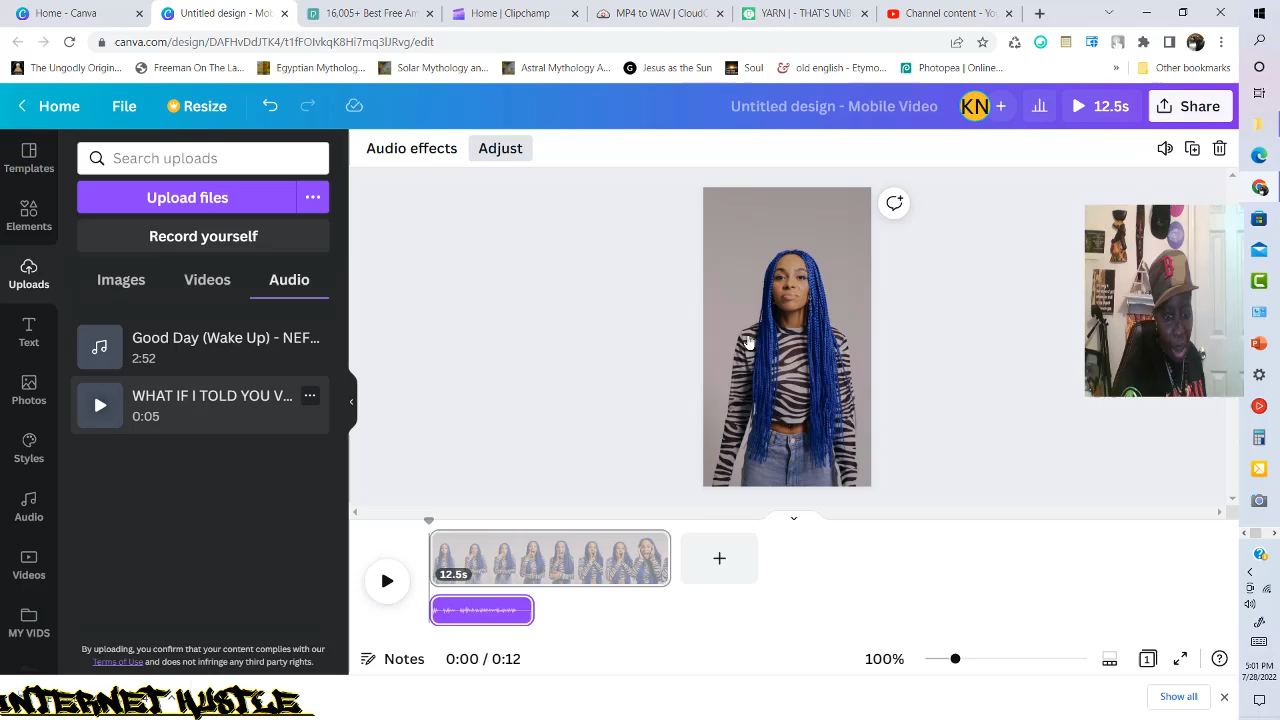 Home - Canva
Untitled design - Mob
16,005+ Best Free Am
Home | Clipchamp
MP4 to WAV | CloudC
YARN | - THAT'S UNB
Channel content - Yo
canva.com/design/DAFHvDdJTK4/t1fFOlvkqK8Hi7mq3IJRvg/edit
The Ungodly Origin...
Freeman On The La...
Egyptian Mytholog...
Solar Mythology an...
Astral Mythology A...
Jesus as the Sun
Soul
old english - Etymo...
Photopea | Online...
Other bookmarks
Home
File
Resize
Untitled design - Mobile Video
KN
12.5s
Share
Templates
Elements
Uploads
Text
Photos
Styles
Audio
Videos
MY VIDS
Search uploads
Upload files
Record yourself
Images
Videos
Audio
Good Day (Wake Up) - NEF...
2:52
WHAT IF I TOLD YOU V...
0:05
By uploading, you confirm that your content complies with our
Terms of Use and does not infringe any third party rights.
Audio effects
Adjust
12.5s
Notes
0:00 / 0:12
100%
1
Show all
5:01 PM
7/28/2022
INTERNET HUSTLE